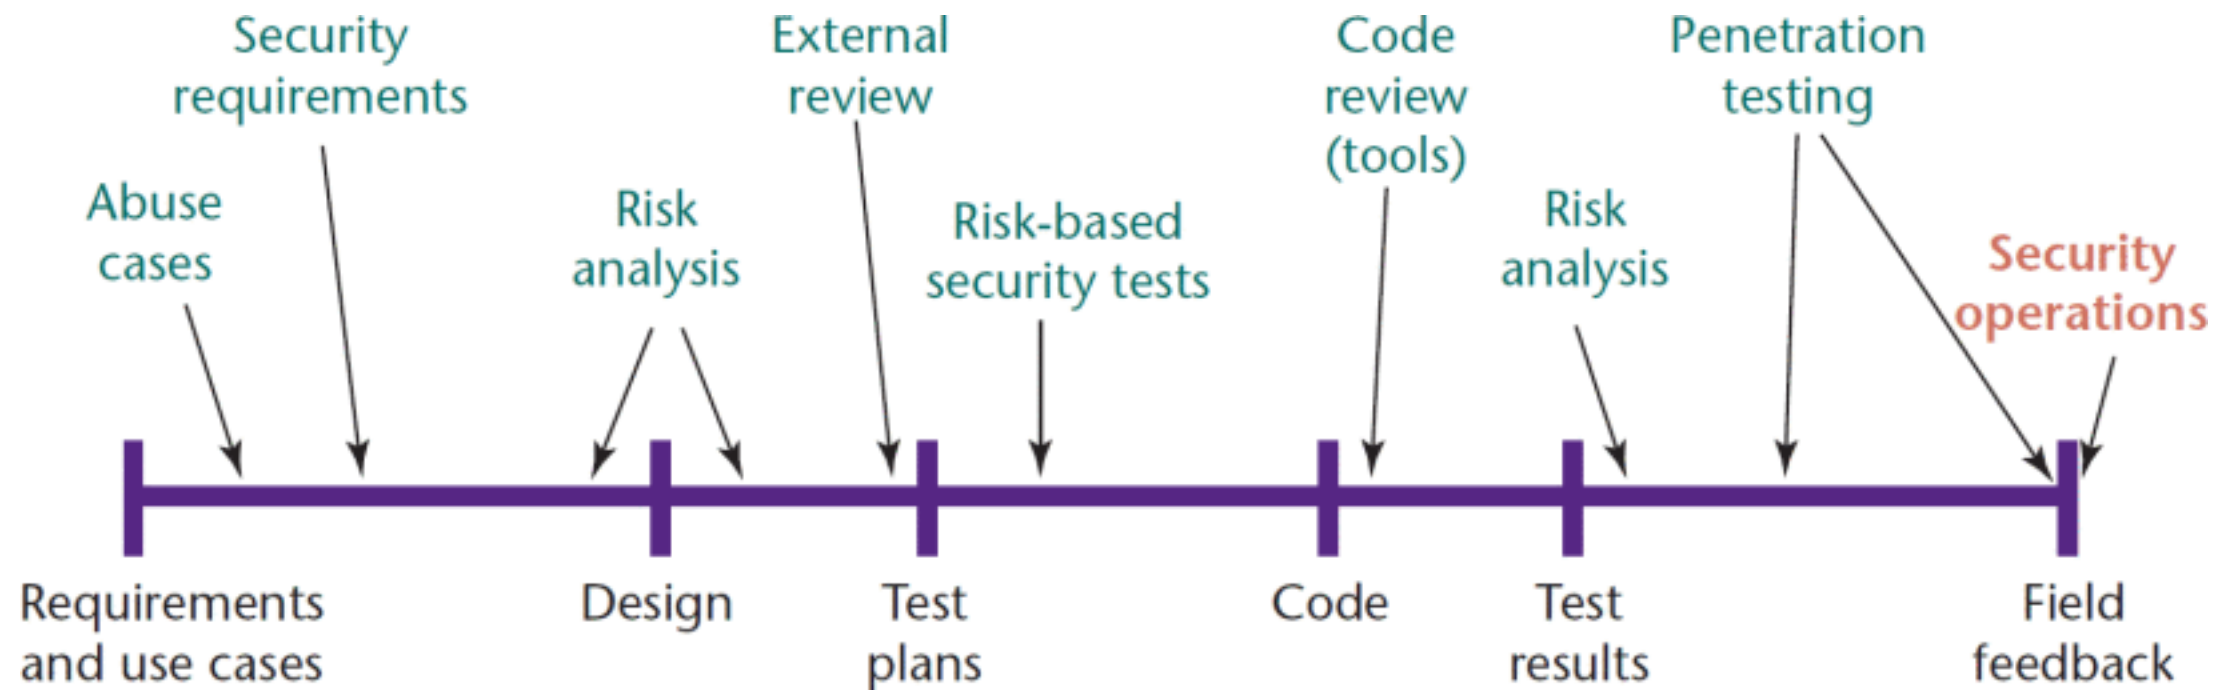 Security
requirements
External
review
Code
review
(tools)
Penetration
testing
Abuse
cases
Risk
analysis
Risk-based
security tests
Risk
analysis
Security
operations
Requirements
and use cases
Design
Test
plans
Code
Test
results
Field
feedback